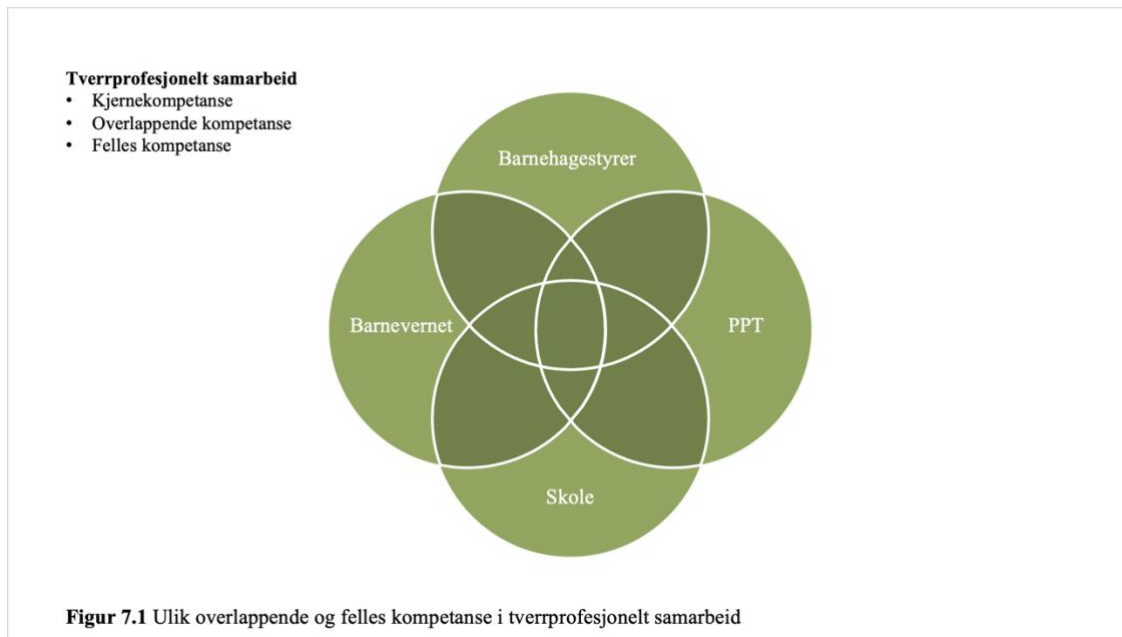 Tverrprofesjonelt samarbeid
• Kjernekompetanse
• Overlappende kompetanse
• Felles kompetanse
Barnehagestyrer
Barnevernet
PPT
Skole
Figur 7.1 Ulik overlappende og felles kompetanse i tverrprofesjonelt samarbeid